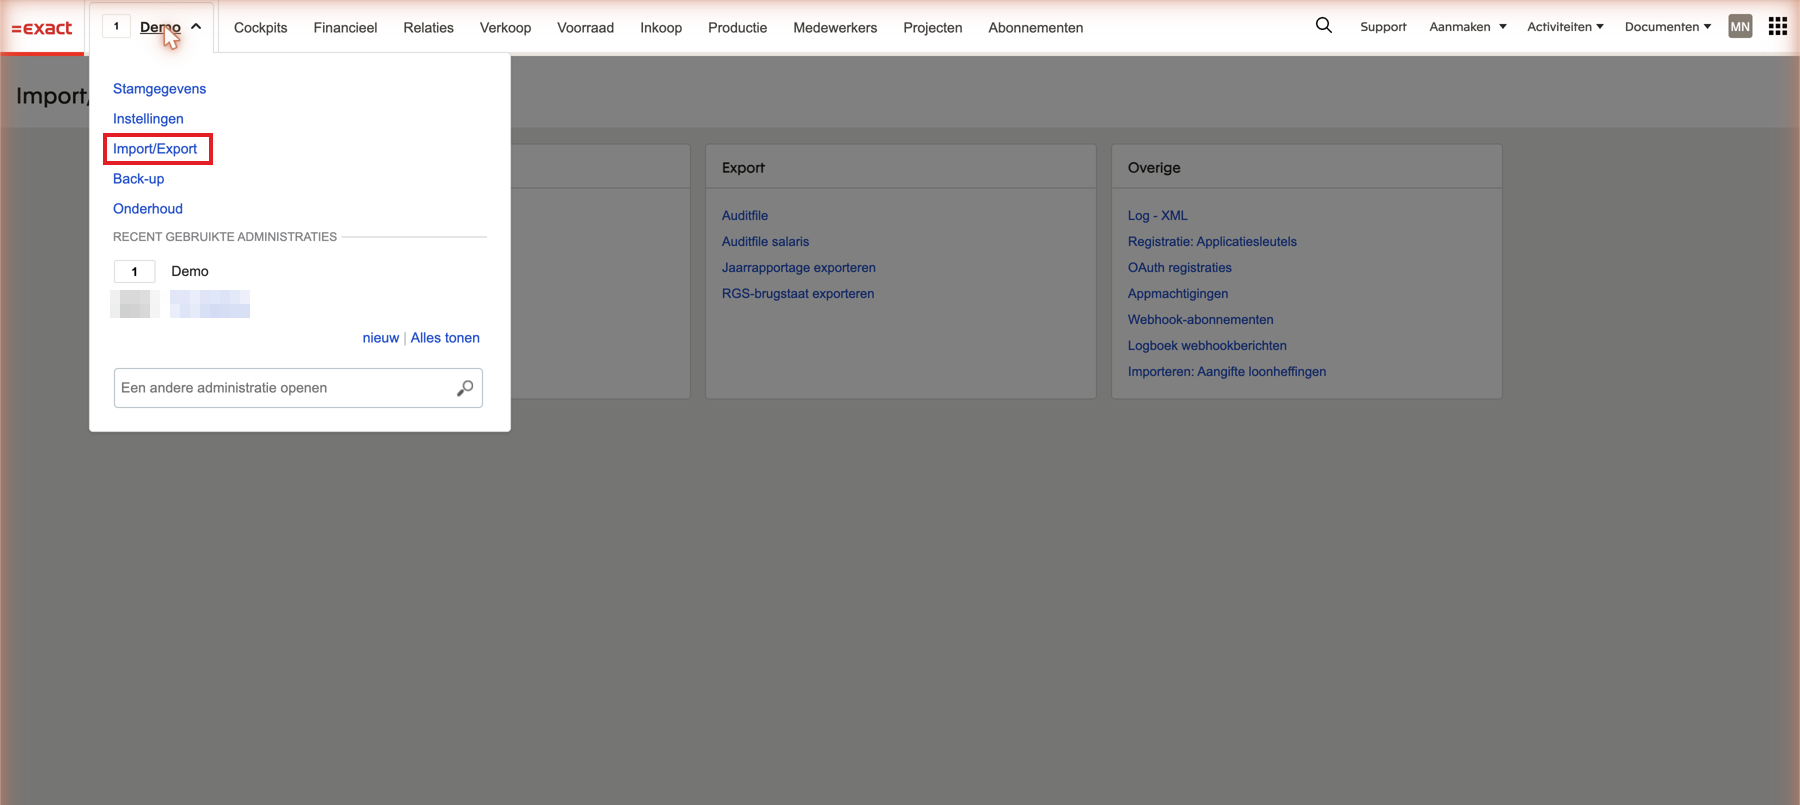 =exact
1 Demo
Cockpits Financieel Relaties Verkoop Voorraad Inkoop Productie Medewerkers Projecten Abonnementen
Support Aanmaken Activiteiten Documenten MN
Import/
Stamgegevens
Instellingen
Import/Export
Back-up
Onderhoud
RECENT GEBRUIKTE ADMINISTRATIES
1 Demo
nieuw | Alles tonen
Een andere administratie openen
Export
Auditfile
Auditfile salaris
Jaarrapportage exporteren
RGS-brugstaat exporteren
Overige
Log - XML
Registratie: Applicatiesleutels
OAuth registraties
Appmachtigingen
Webhook-abonnementen
Logboek webhookberichten
Importeren: Aangifte loonheffingen